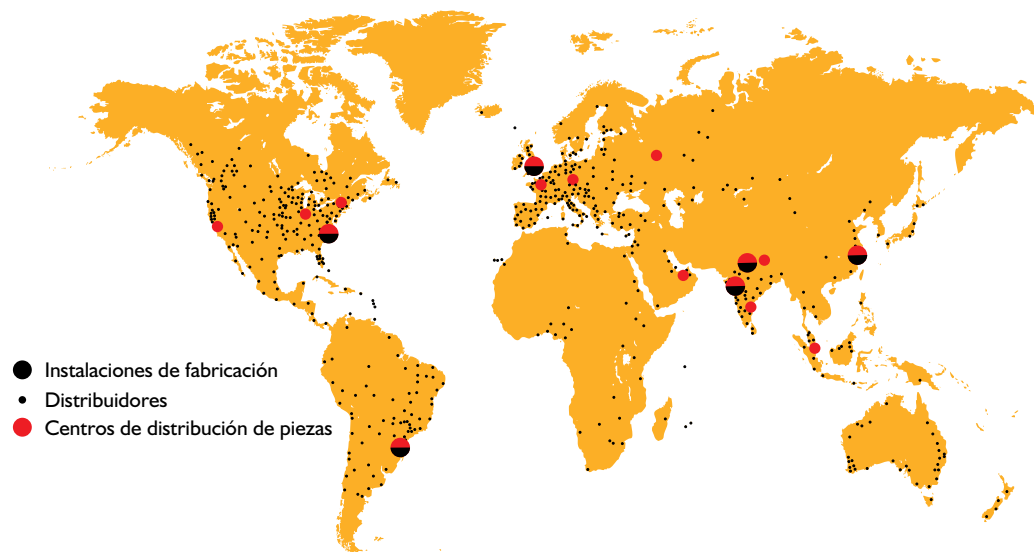 Instalaciones de fabricación
Distribuidores
Centros de distribución de piezas